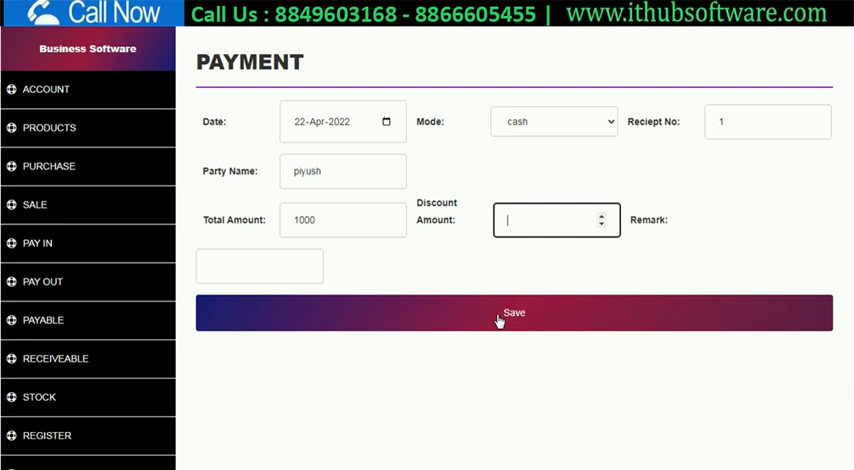 Call Now
Call Us : 8849603168 - 8866605455 | www.ithubsoftware.com
Business Software
ACCOUNT
PRODUCTS
PURCHASE
SALE
PAY IN
PAY OUT
PAYABLE
RECEIVEABLE
STOCK
REGISTER
PAYMENT
Date: 22-Apr-2022 Mode: cash Reciept No: 1
Party Name: piyush
Total Amount: 1000 Discount Amount: Remark:
Save